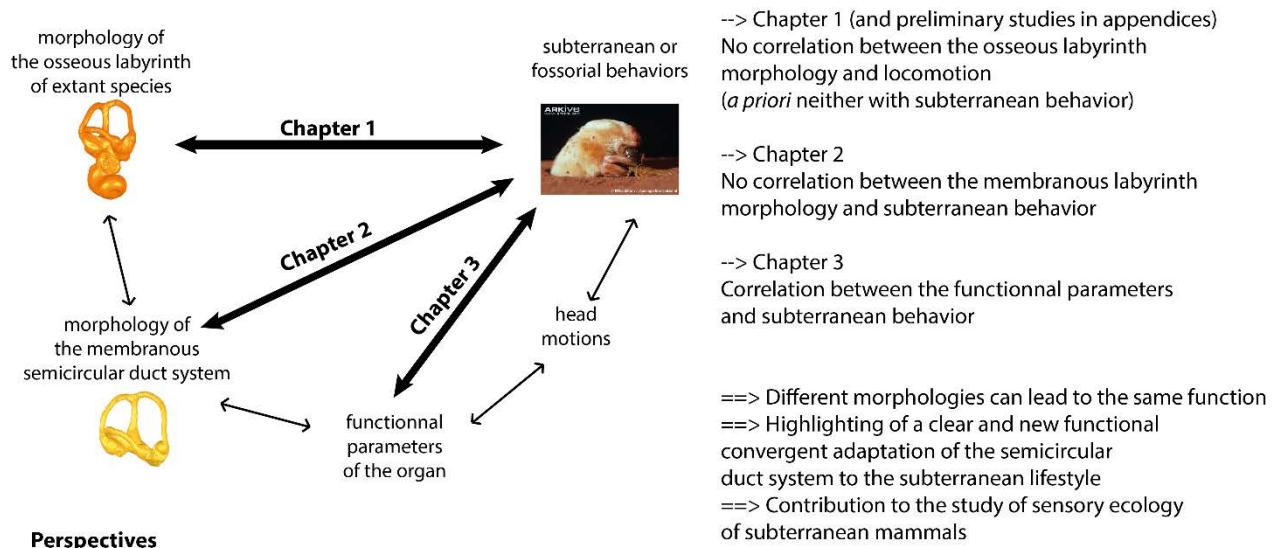 morphology of
the osseous labyrinth
of extant species
subterranean or
fossorial behaviors
ARKIVE
Chapter 1
Chapter 2
Chapter 3
morphology of
the membranous
semicircular duct system
head
motions
functionnal
parameters
of the organ
Perspectives
--> Chapter 1 (and preliminary studies in appendices)
No correlation between the osseous labyrinth
morphology and locomotion
(a priori neither with subterranean behavior)
--> Chapter 2
No correlation between the membranous labyrinth
morphology and subterranean behavior
--> Chapter 3
Correlation between the functionnal parameters
and subterranean behavior
==> Different morphologies can lead to the same function
==> Highlighting of a clear and new functional
convergent adaptation of the semicircular
duct system to the subterranean lifestyle
==> Contribution to the study of sensory ecology
of subterranean mammals